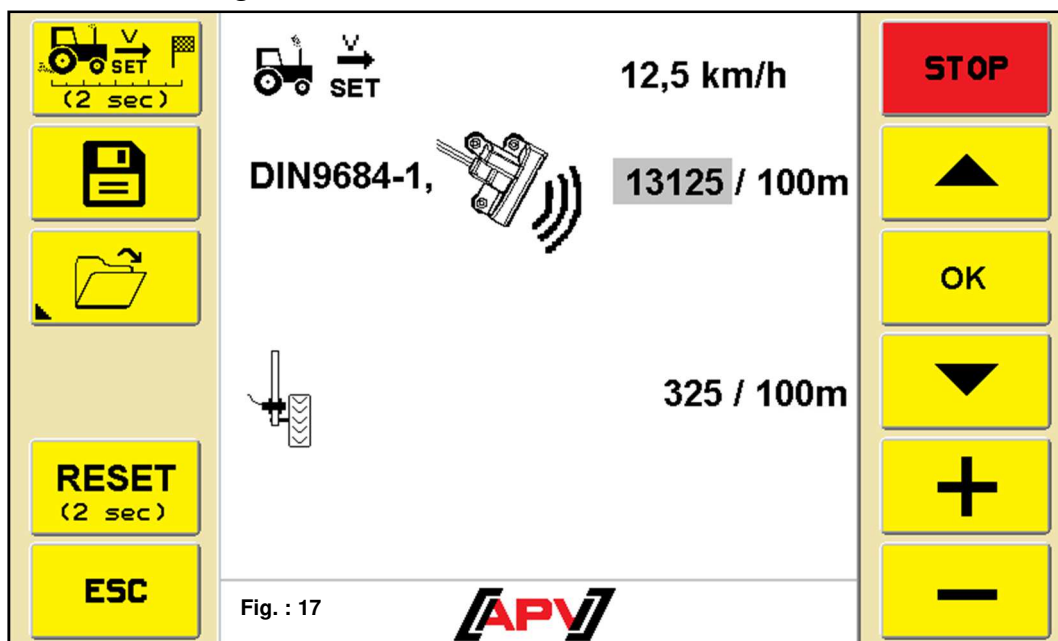 V
SET
(2 sec)
RESET
(2 sec)
ESC
V
SET
12,5 km/h
DIN9684-1,
13125 / 100m
325 / 100m
Fig. : 17
APV
STOP
OK
+
−